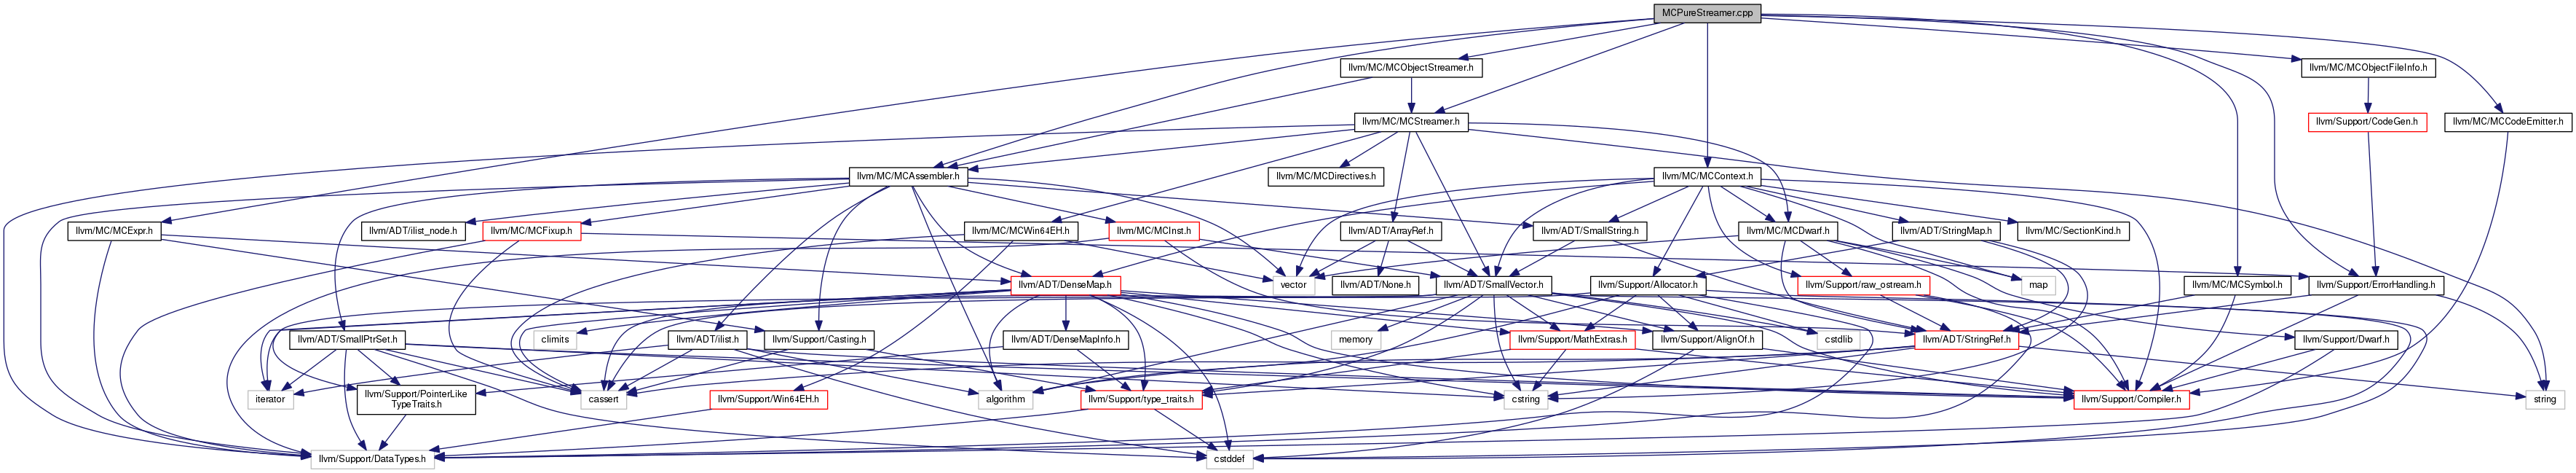 MCPureStreamer.cpp
llvm/MC/MCObjectStreamer.h
llvm/MC/MCObjectFileInfo.h
llvm/MC/MCStreamer.h
llvm/Support/CodeGen.h
llvm/MC/MCCodeEmitter.h
llvm/MC/MCAssembler.h
llvm/MC/MCDirectives.h
llvm/MC/MCContext.h
llvm/MC/MCExpr.h
llvm/ADT/ilist_node.h
llvm/MC/MCFixup.h
llvm/MC/MCWin64EH.h
llvm/MC/MCInst.h
llvm/ADT/ArrayRef.h
llvm/ADT/SmallString.h
llvm/MC/MCDwarf.h
llvm/ADT/StringMap.h
llvm/MC/SectionKind.h
llvm/ADT/DenseMap.h
vector
llvm/ADT/None.h
llvm/ADT/SmallVector.h
llvm/Support/Allocator.h
llvm/Support/raw_ostream.h
map
llvm/MC/MCSymbol.h
llvm/Support/ErrorHandling.h
llvm/ADT/SmallPtrSet.h
climits
llvm/ADT/ilist.h
llvm/Support/Casting.h
llvm/ADT/DenseMapInfo.h
memory
llvm/Support/MathExtras.h
llvm/Support/AlignOf.h
cstdlib
llvm/ADT/StringRef.h
llvm/Support/Dwarf.h
iterator
llvm/Support/PointerLike
TypeTraits.h
cassert
llvm/Support/Win64EH.h
algorithm
llvm/Support/type_traits.h
cstring
llvm/Support/Compiler.h
string
llvm/Support/DataTypes.h
cstddef